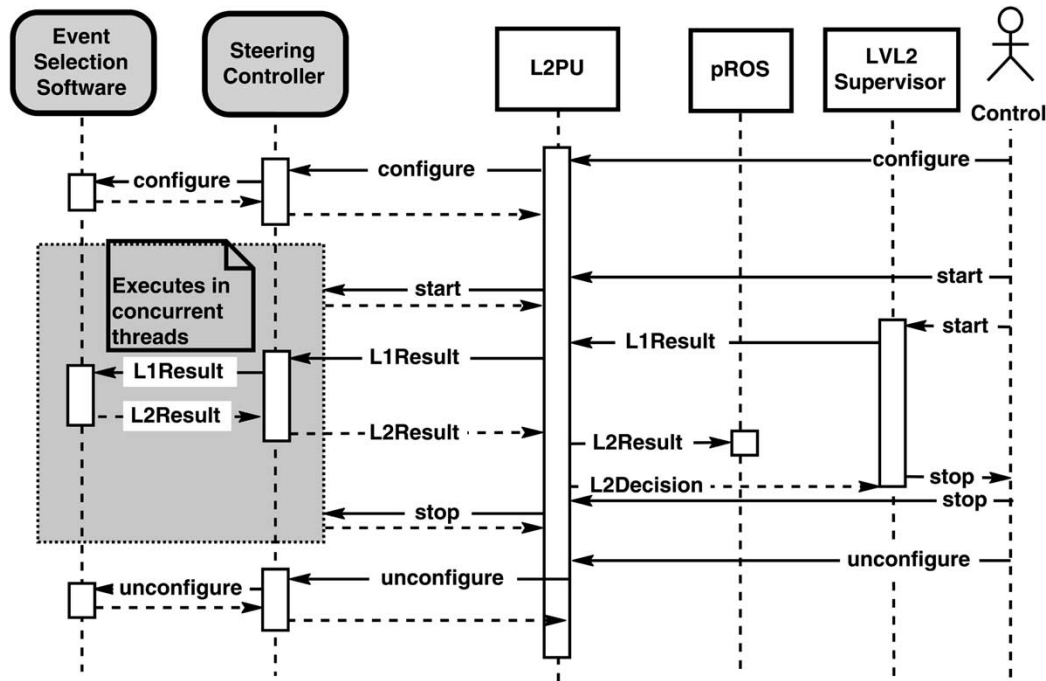 Event
Selection
Software
Steering
Controller
L2PU
pROS
LVL2
Supervisor
Control
configure
configure
configure
Executes in
concurrent
threads
start
start
start
L1Result
L1Result
L1Result
L2Result
L2Result
L2Result
L2Decision
stop
stop
stop
unconfigure
unconfigure
unconfigure